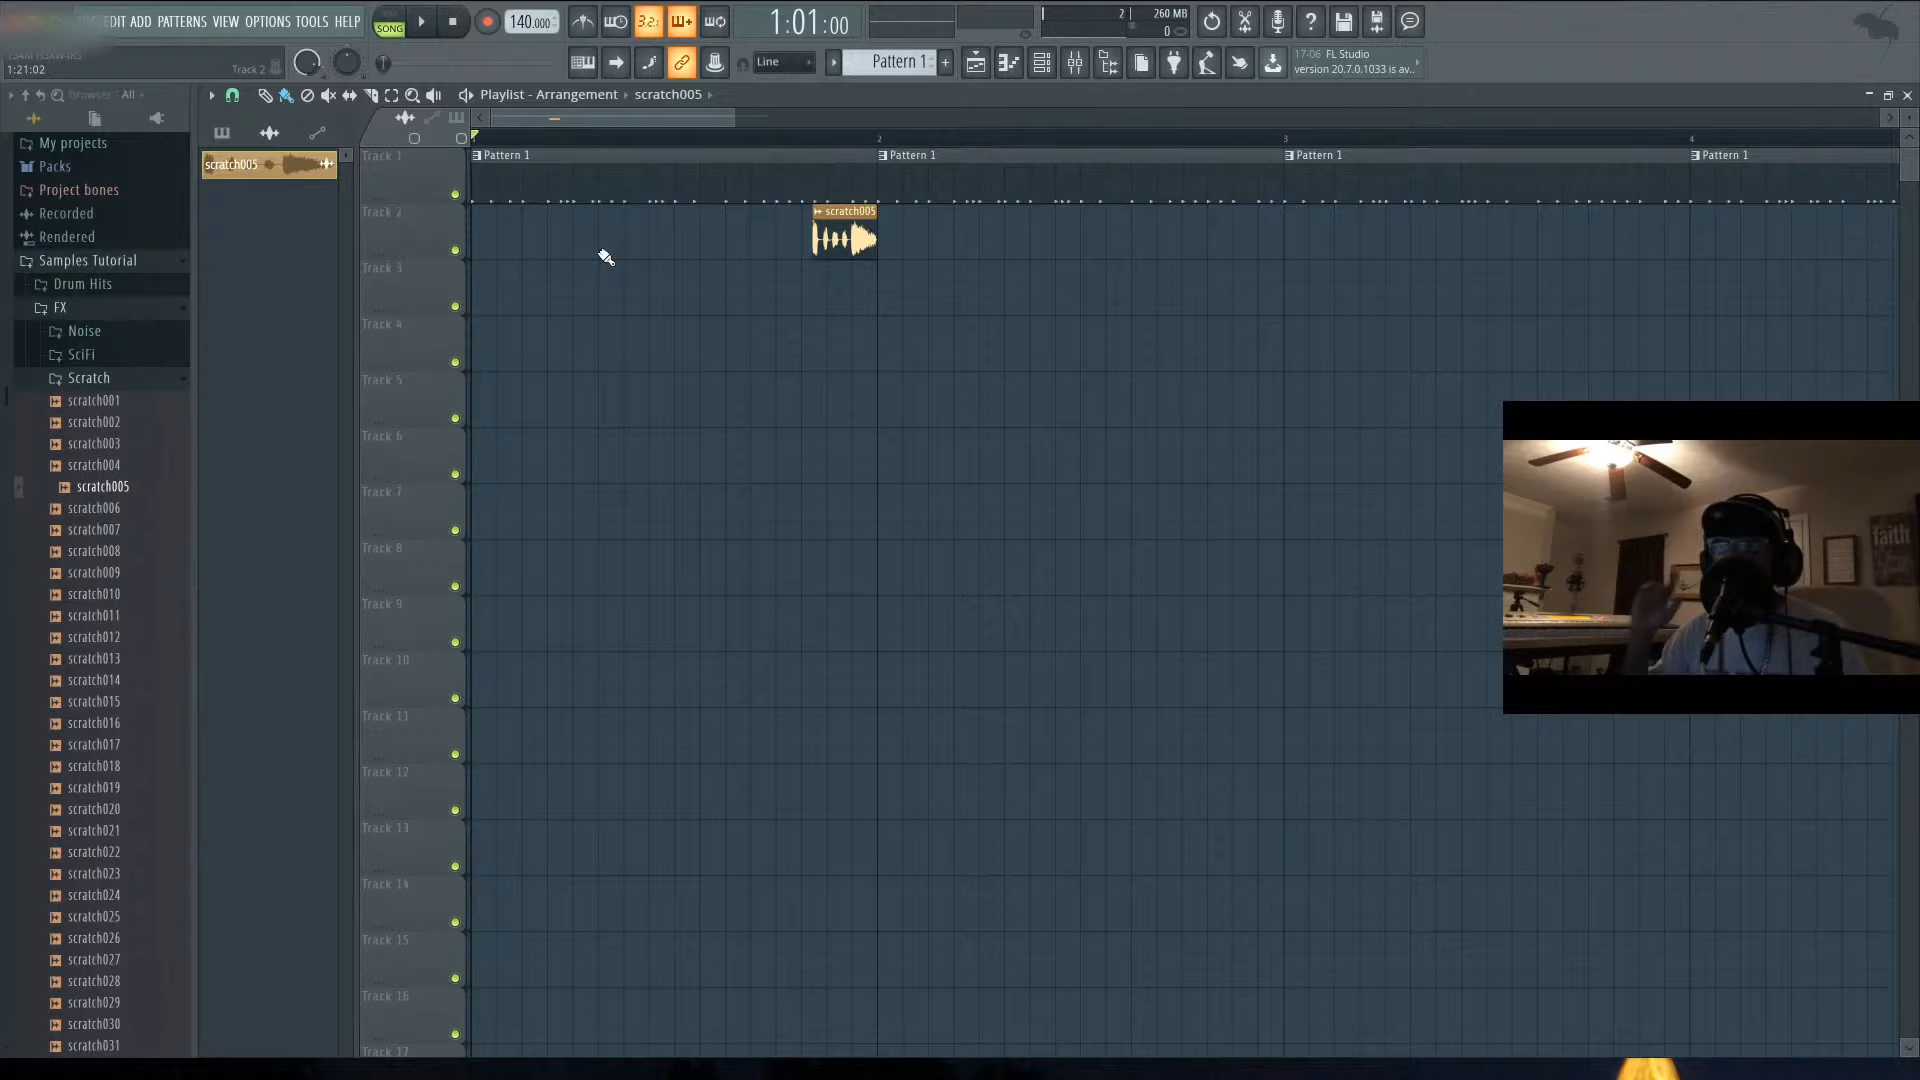 EDIT ADD PATTERNS VIEW OPTIONS TOOLS HELP
SONG
140.000
3.2.
1:01:00
2
260 MB
0
1:21:02
Track 2
Line
Pattern 1
17-06 FL Studio
version 20.7.0.1033 is av..
Browser - All
Playlist - Arrangement
scratch005
My projects
Packs
Project bones
Recorded
Rendered
Samples Tutorial
Drum Hits
FX
Noise
SciFi
Scratch
scratch001
scratch002
scratch003
scratch004
scratch005
scratch006
scratch007
scratch008
scratch009
scratch010
scratch011
scratch012
scratch013
scratch014
scratch015
scratch016
scratch017
scratch018
scratch019
scratch020
scratch021
scratch022
scratch023
scratch024
scratch025
scratch026
scratch027
scratch028
scratch029
scratch030
scratch031
scratch005
2
3
4
Track 1
Pattern 1
Pattern 1
Pattern 1
Pattern 1
Track 2
scratch005
Track 3
Track 4
Track 5
Track 6
Track 7
Track 8
Track 9
Track 10
Track 11
Track 12
Track 13
Track 14
Track 15
Track 16
Track 17
faith